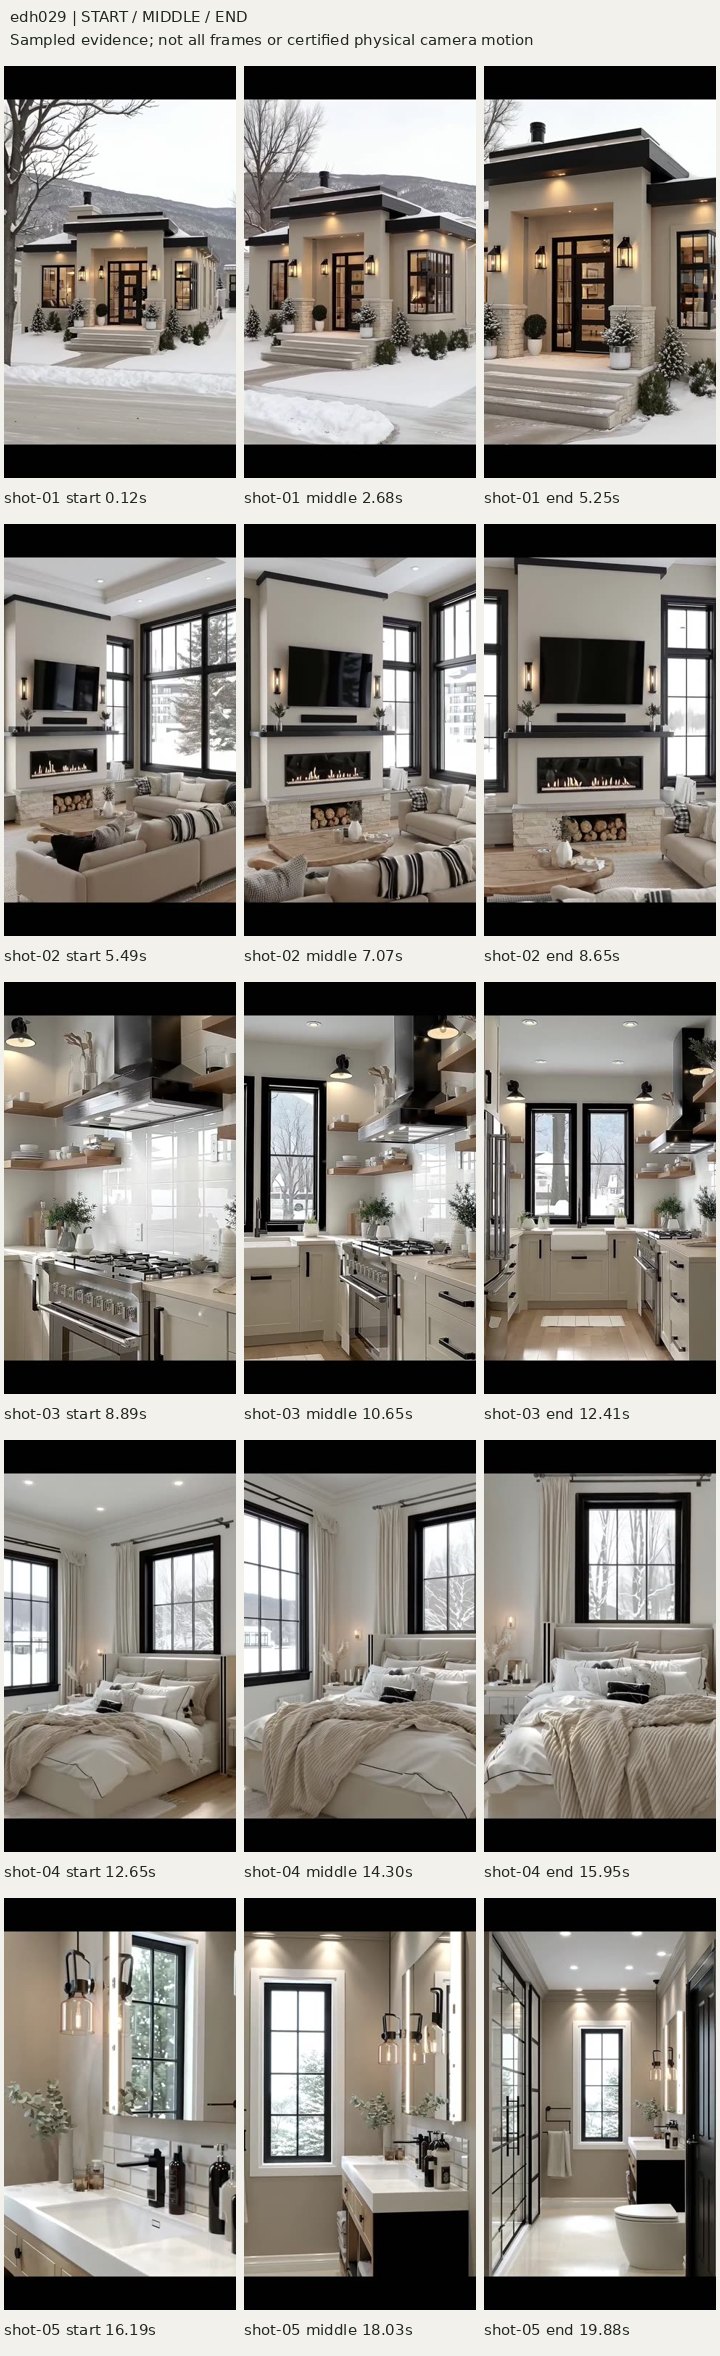 edh029 | START / MIDDLE / END
Sampled evidence; not all frames or certified physical camera motion
shot-01 start 0.12s
shot-01 middle 2.68s
shot-01 end 5.25s
shot-02 start 5.49s
shot-02 middle 7.07s
shot-02 end 8.65s
shot-03 start 8.89s
shot-03 middle 10.65s
shot-03 end 12.41s
shot-04 start 12.65s
shot-04 middle 14.30s
shot-04 end 15.95s
shot-05 start 16.19s
shot-05 middle 18.03s
shot-05 end 19.88s